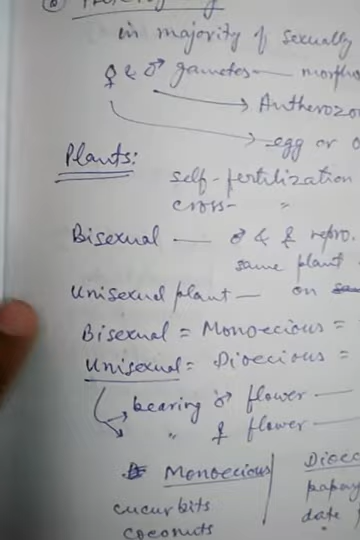 in majority of sexually
♀ & ♂ gametes — morpho
→ Antherozo
→ egg or o
Plants:
self-fertilization
cross- "
Bisexual — ♂ & ♀ repro.
same plant
Unisexual plant — on
Bisexual = Monoecious =
Unisexual = Dioecious =
→ bearing ♂ flower —
→ " ♀ flower —
Monoecious | Dioec
cucurbits papay
coconuts date